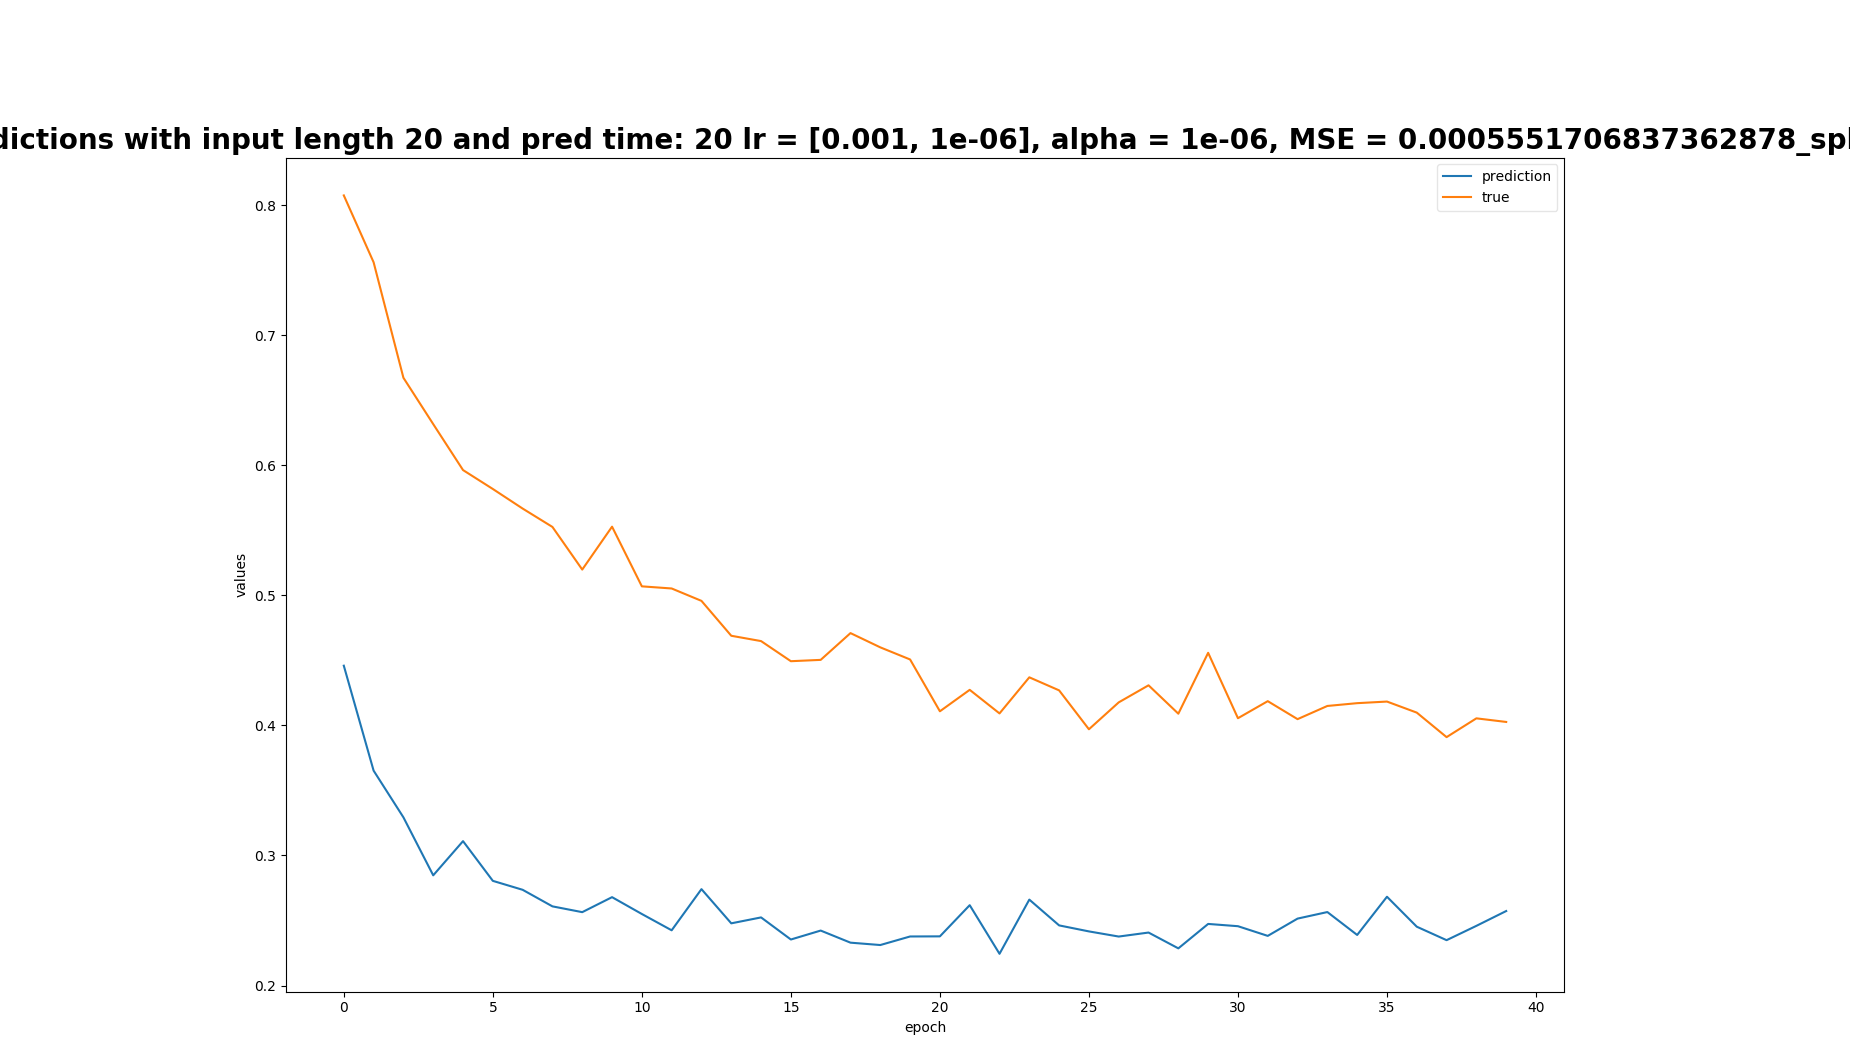 dictions with input length 20 and pred time: 20 lr = [0.001, 1e-06], alpha = 1e-06, MSE = 0.0005551706837362878_spl
prediction
true
0.8
0.7
0.6
0.5
0.4
0.3
0.2
values
0 5 10 15 20 25 30 35 40
epoch